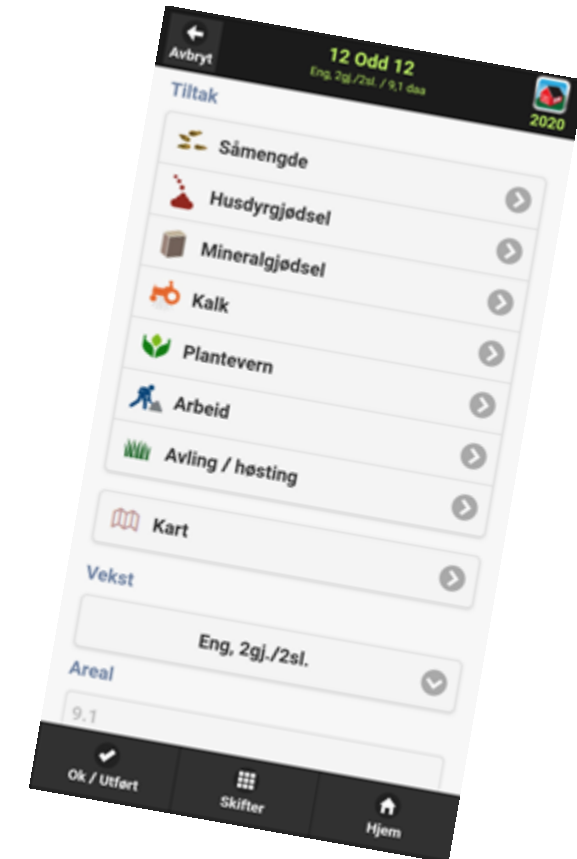 Avbryt
12 Odd 12
Eng, 2gj./2sl. / 9,1 daa
2020
Tiltak
Såmengde
Husdyrgjødsel
Mineralgjødsel
Kalk
Plantevern
Arbeid
Avling / høsting
Kart
Vekst
Eng, 2gj./2sl.
Areal
9.1
Ok / Utført
Skifter
Hjem